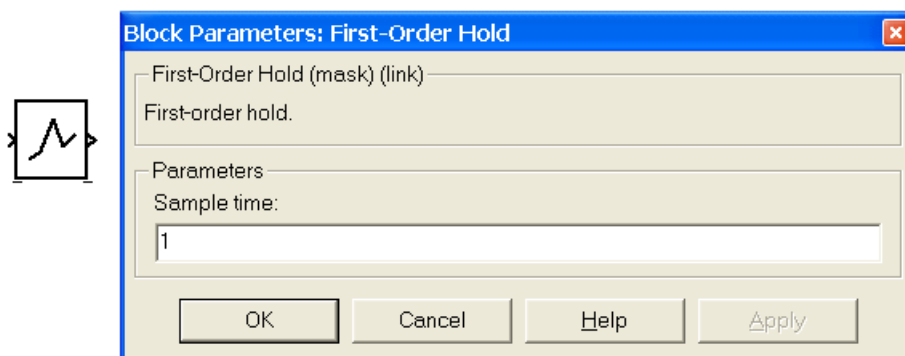 Block Parameters: First-Order Hold
First-Order Hold (mask) (link)
First-order hold.
Parameters
Sample time:
1
OK Cancel Help Apply